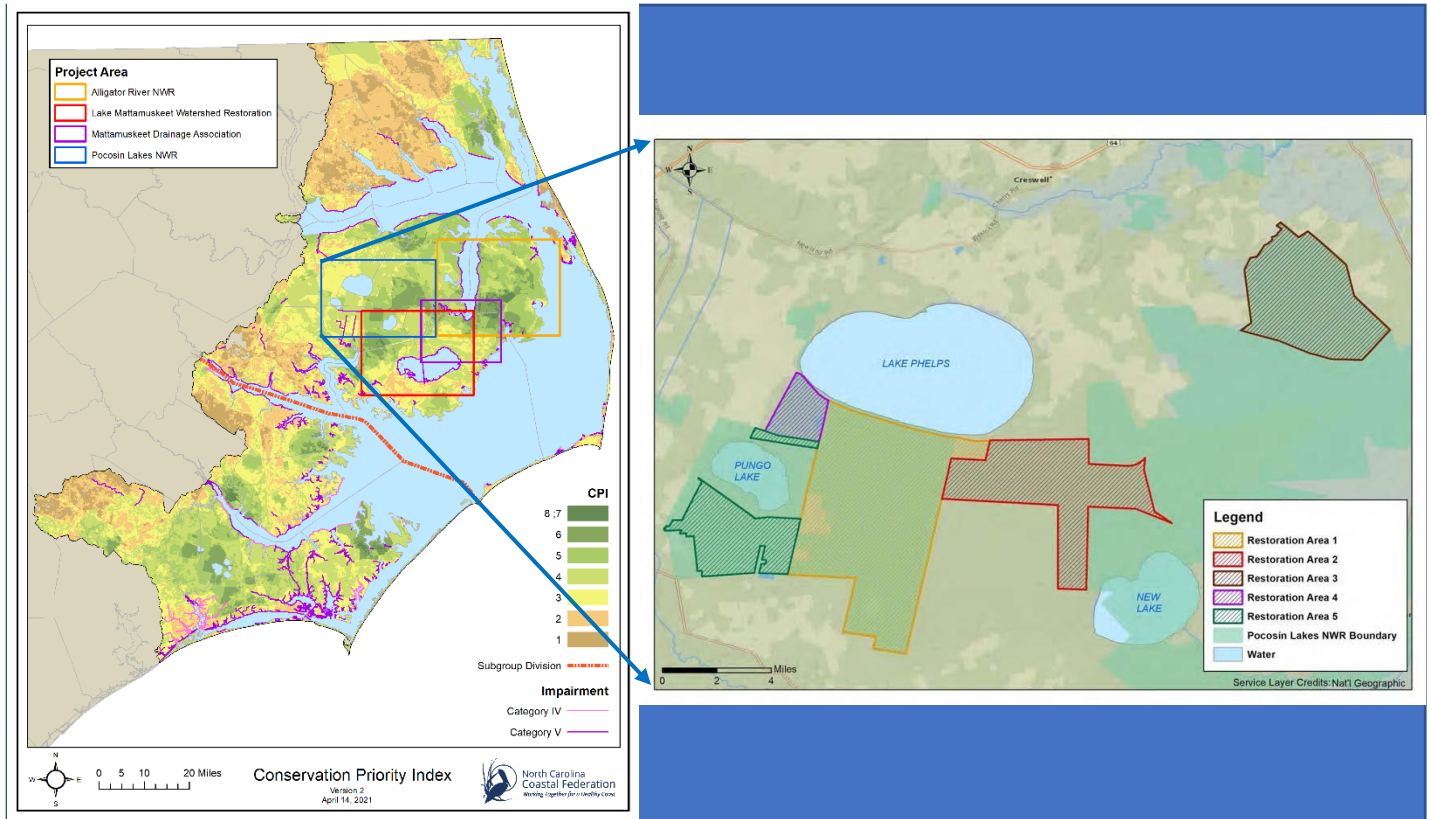 Project Area
Alligator River NWR
Lake Mattamuskeet Watershed Restoration
Mattamuskeet Drainage Association
Pocosin Lakes NWR
CPI
8 ;7
6
5
4
3
2
1
Subgroup Division
Impairment
Category IV
Category V
N
W
E
S
0 5 10 20 Miles
Conservation Priority Index
Version 2
April 14, 2021
North Carolina
Coastal Federation
Working Together for a Healthy Coast
N
W
E
S
64
Creswell
LAKE PHELPS
PUNGO
LAKE
NEW
LAKE
Miles
0 2 4
Legend
Restoration Area 1
Restoration Area 2
Restoration Area 3
Restoration Area 4
Restoration Area 5
Pocosin Lakes NWR Boundary
Water
Service Layer Credits: Nat'l Geographic